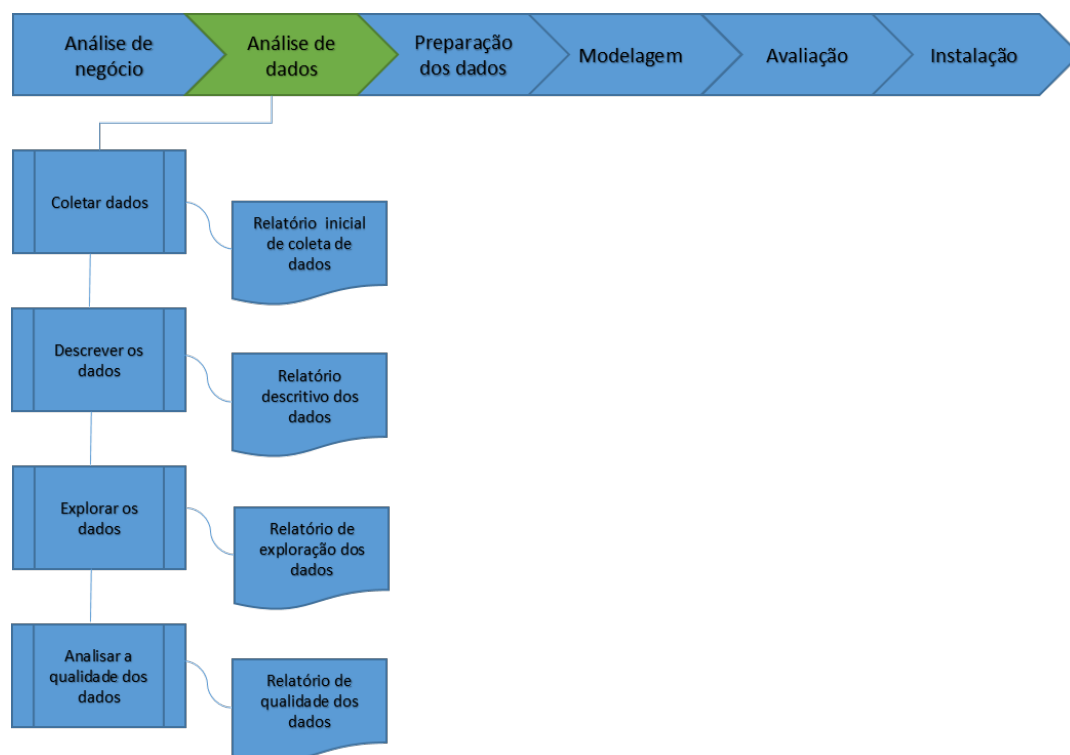 Análise de
negócio
Análise de
dados
Preparação
dos dados
Modelagem
Avaliação
Instalação
Coletar dados
Relatório inicial
de coleta de
dados
Descrever os
dados
Relatório
descritivo dos
dados
Explorar os
dados
Relatório de
exploração dos
dados
Analisar a
qualidade dos
dados
Relatório de
qualidade dos
dados